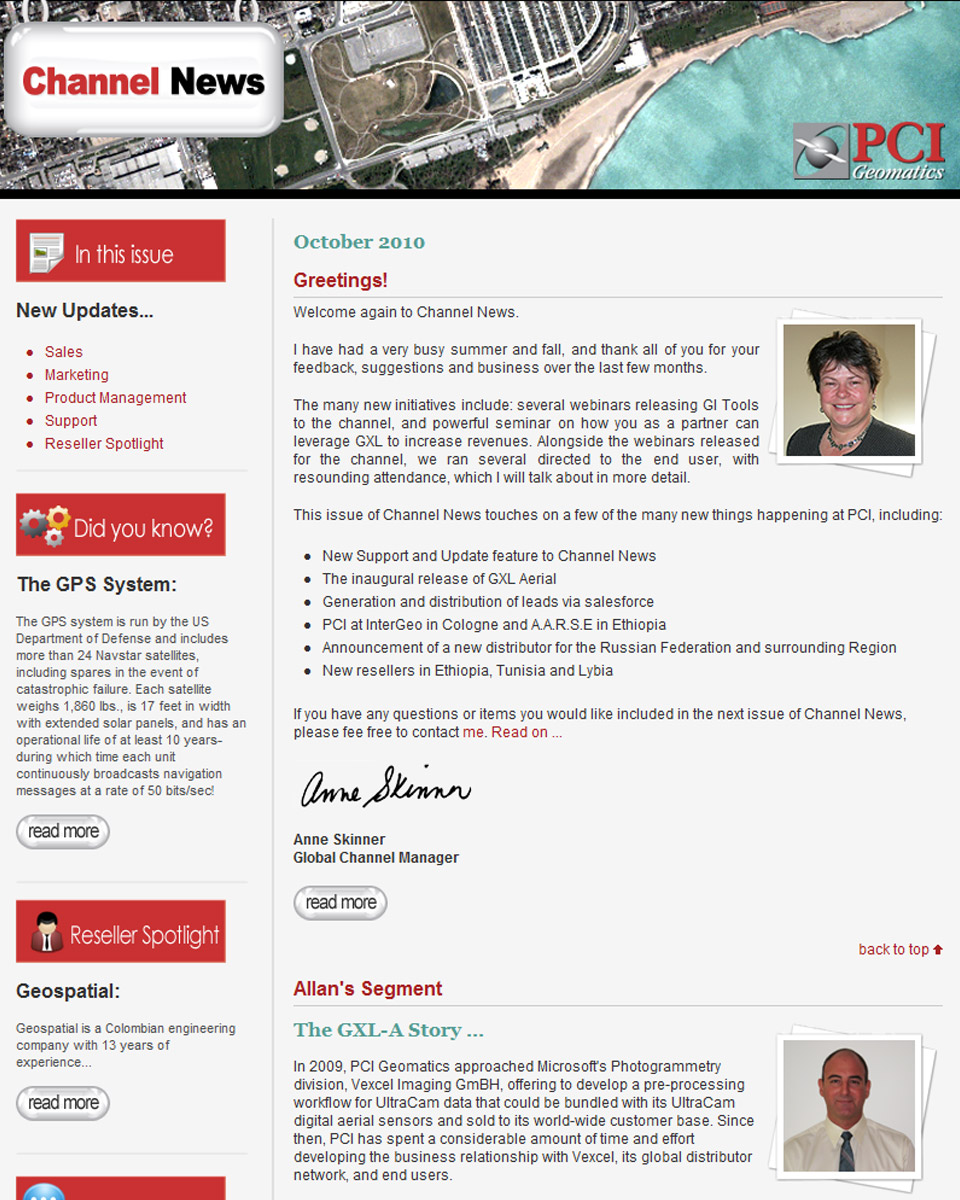 Channel News
PCI
Geomatics
In this issue
New Updates...
Sales
Marketing
Product Management
Support
Reseller Spotlight
Did you know?
The GPS System:
The GPS system is run by the US
Department of Defense and includes
more than 24 Navstar satellites,
including spares in the event of
catastrophic failure. Each satellite
weighs 1,860 lbs., is 17 feet in width
with extended solar panels, and has an
operational life of at least 10 years-
during which time each unit
continuously broadcasts navigation
messages at a rate of 50 bits/sec!
read more
Reseller Spotlight
Geospatial:
Geospatial is a Colombian engineering
company with 13 years of
experience...
read more
October 2010
Greetings!
Welcome again to Channel News.
I have had a very busy summer and fall, and thank all of you for your
feedback, suggestions and business over the last few months.
The many new initiatives include: several webinars releasing GI Tools
to the channel, and powerful seminar on how you as a partner can
leverage GXL to increase revenues. Alongside the webinars released
for the channel, we ran several directed to the end user, with
resounding attendance, which I will talk about in more detail.
This issue of Channel News touches on a few of the many new things happening at PCI, including:
New Support and Update feature to Channel News
The inaugural release of GXL Aerial
Generation and distribution of leads via salesforce
PCI at InterGeo in Cologne and A.A.R.S.E in Ethiopia
Announcement of a new distributor for the Russian Federation and surrounding Region
New resellers in Ethiopia, Tunisia and Lybia
If you have any questions or items you would like included in the next issue of Channel News,
please fee free to contact me. Read on ...
Anne Skinner
Anne Skinner
Global Channel Manager
read more
back to top
Allan's Segment
The GXL-A Story ...
In 2009, PCI Geomatics approached Microsoft's Photogrammetry
division, Vexcel Imaging GmBH, offering to develop a pre-processing
workflow for UltraCam data that could be bundled with its UltraCam
digital aerial sensors and sold to its world-wide customer base. Since
then, PCI has spent a considerable amount of time and effort
developing the business relationship with Vexcel, its global distributor
network, and end users.